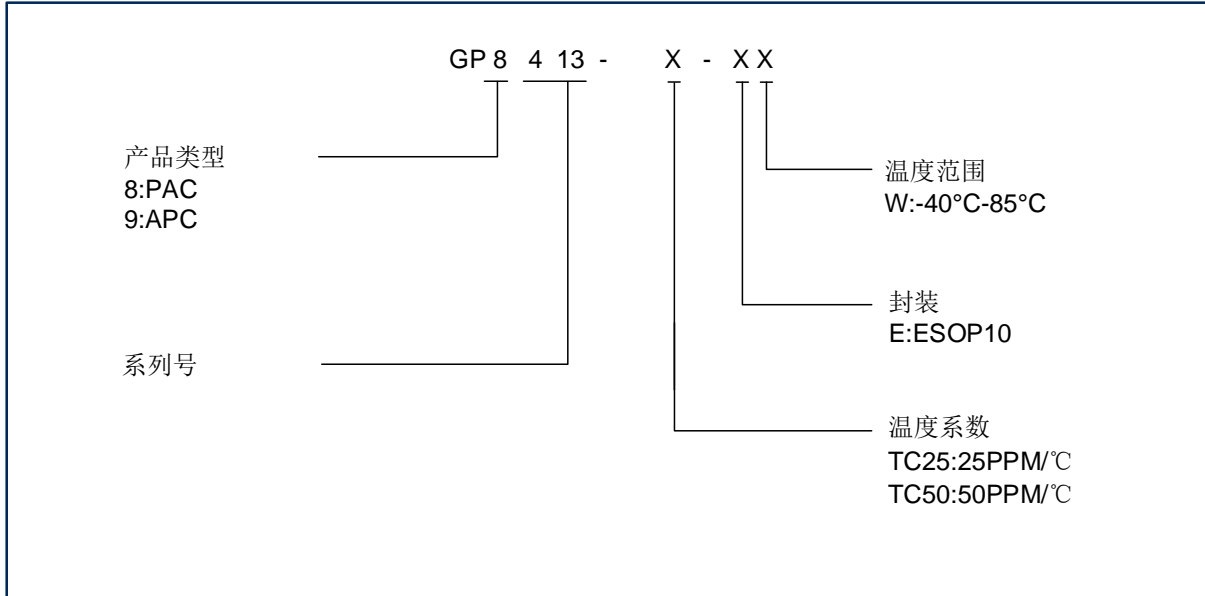 GP 8 4 13 - X - X X
产品类型
8:PAC
9:APC
系列号
温度范围
W:-40°C-85°C
封装
E:ESOP10
温度系数
TC25:25PPM/℃
TC50:50PPM/℃